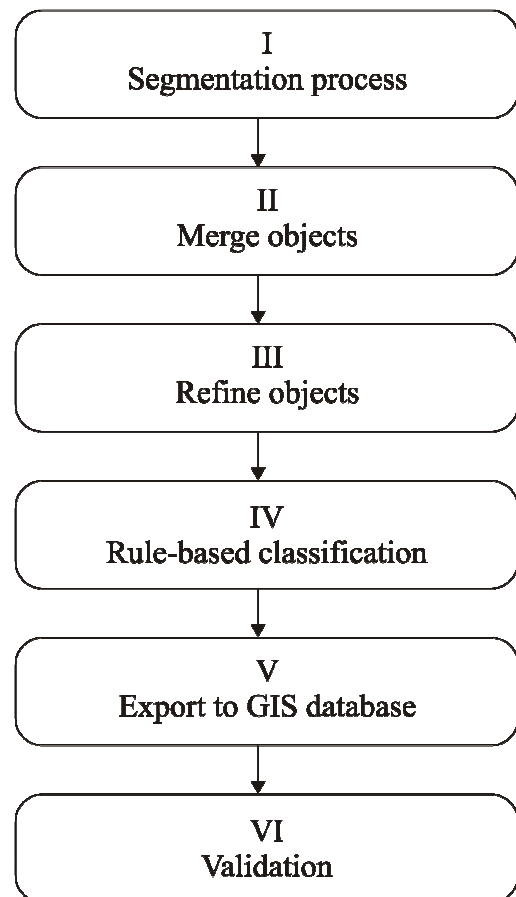 I
Segmentation process
II
Merge objects
III
Refine objects
IV
Rule-based classification
V
Export to GIS database
VI
Validation